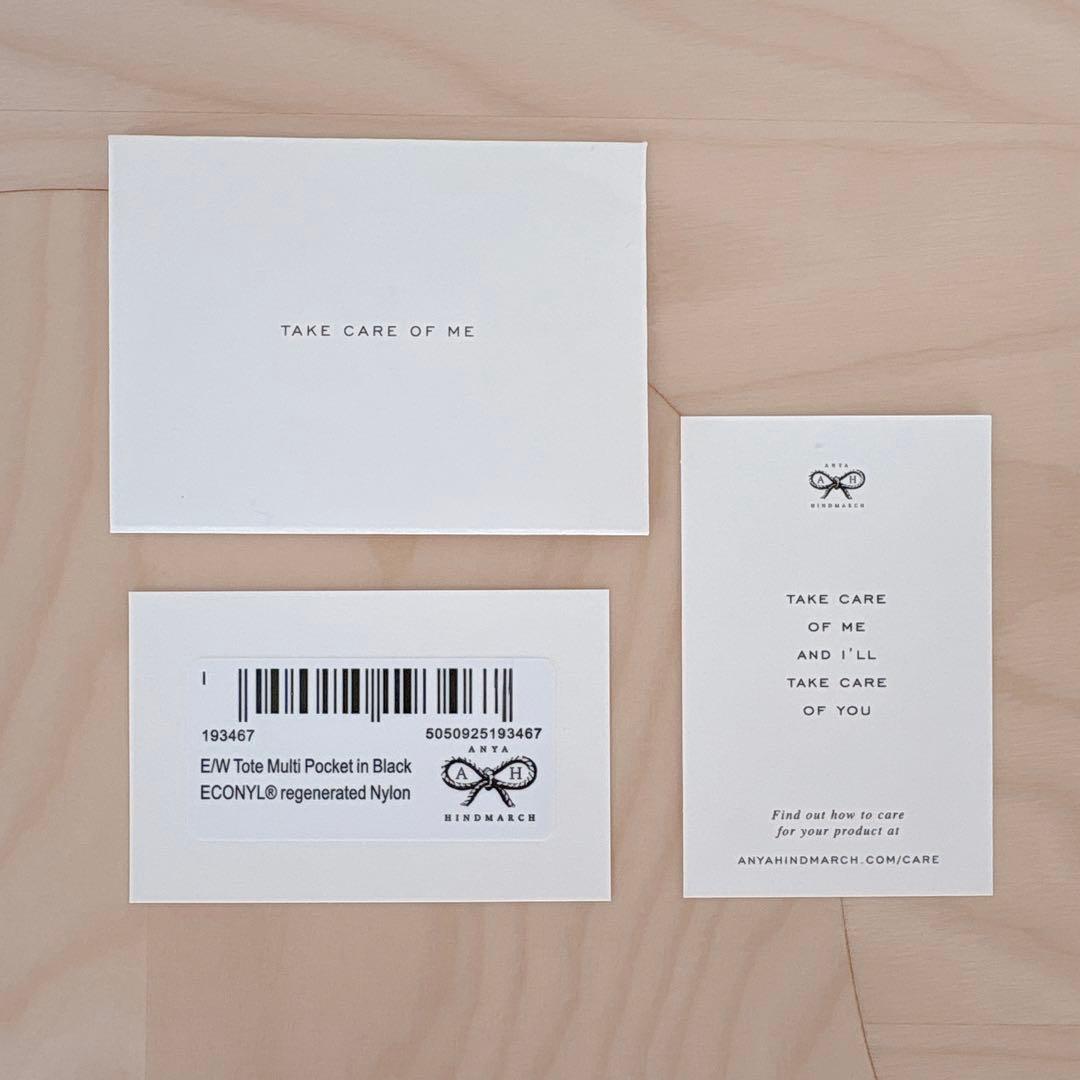 TAKE CARE OF ME
I
193467 5050925193467
E/W Tote Multi Pocket in Black
ECONYL® regenerated Nylon
ANYA
A H
HINDMARCH
ANYA
A H
HINDMARCH
TAKE CARE
OF ME
AND I'LL
TAKE CARE
OF YOU
Find out how to care
for your product at
ANYAHINDMARCH.COM/CARE